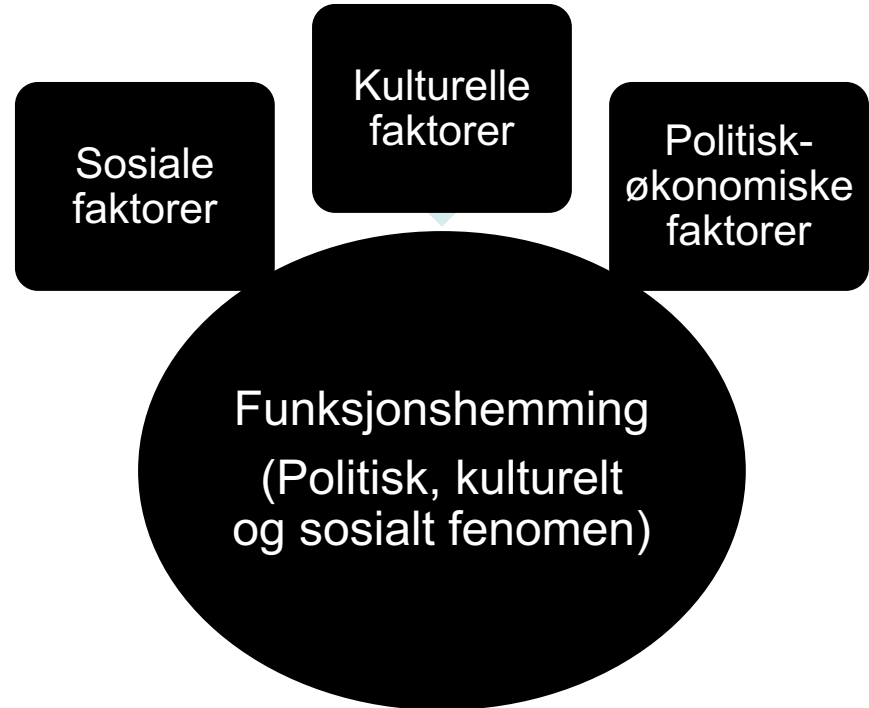 Sosiale
faktorer
Kulturelle
faktorer
Politisk-
økonomiske
faktorer
Funksjonshemming
(Politisk, kulturelt
og sosialt fenomen)